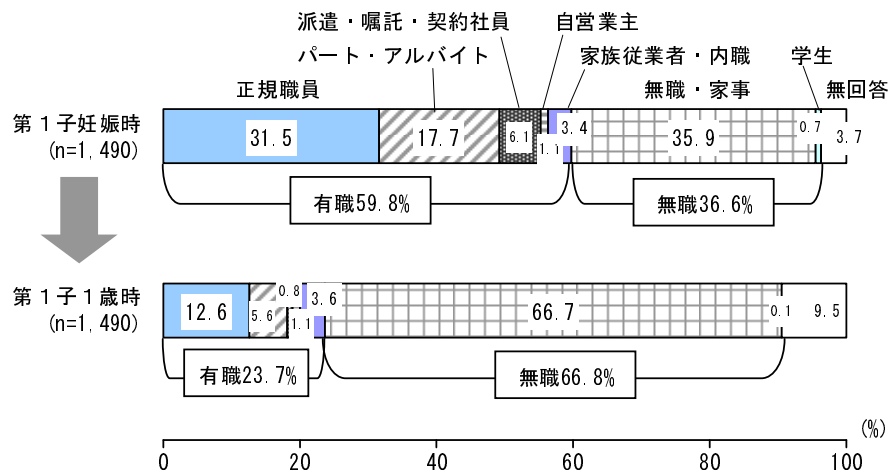 派遣・嘱託・契約社員 自営業主
パート・アルバイト 家族従業者・内職 学生
正規職員 無職・家事 無回答
第1子妊娠時
(n=1,490)
31.5 17.7 6.1 1.1 3.4 35.9 0.7 3.7
有職59.8% 無職36.6%
第1子1歳時
(n=1,490)
12.6 5.6 0.8 1.1 3.6 66.7 0.1 9.5
有職23.7% 無職66.8%
(%)
0 20 40 60 80 100